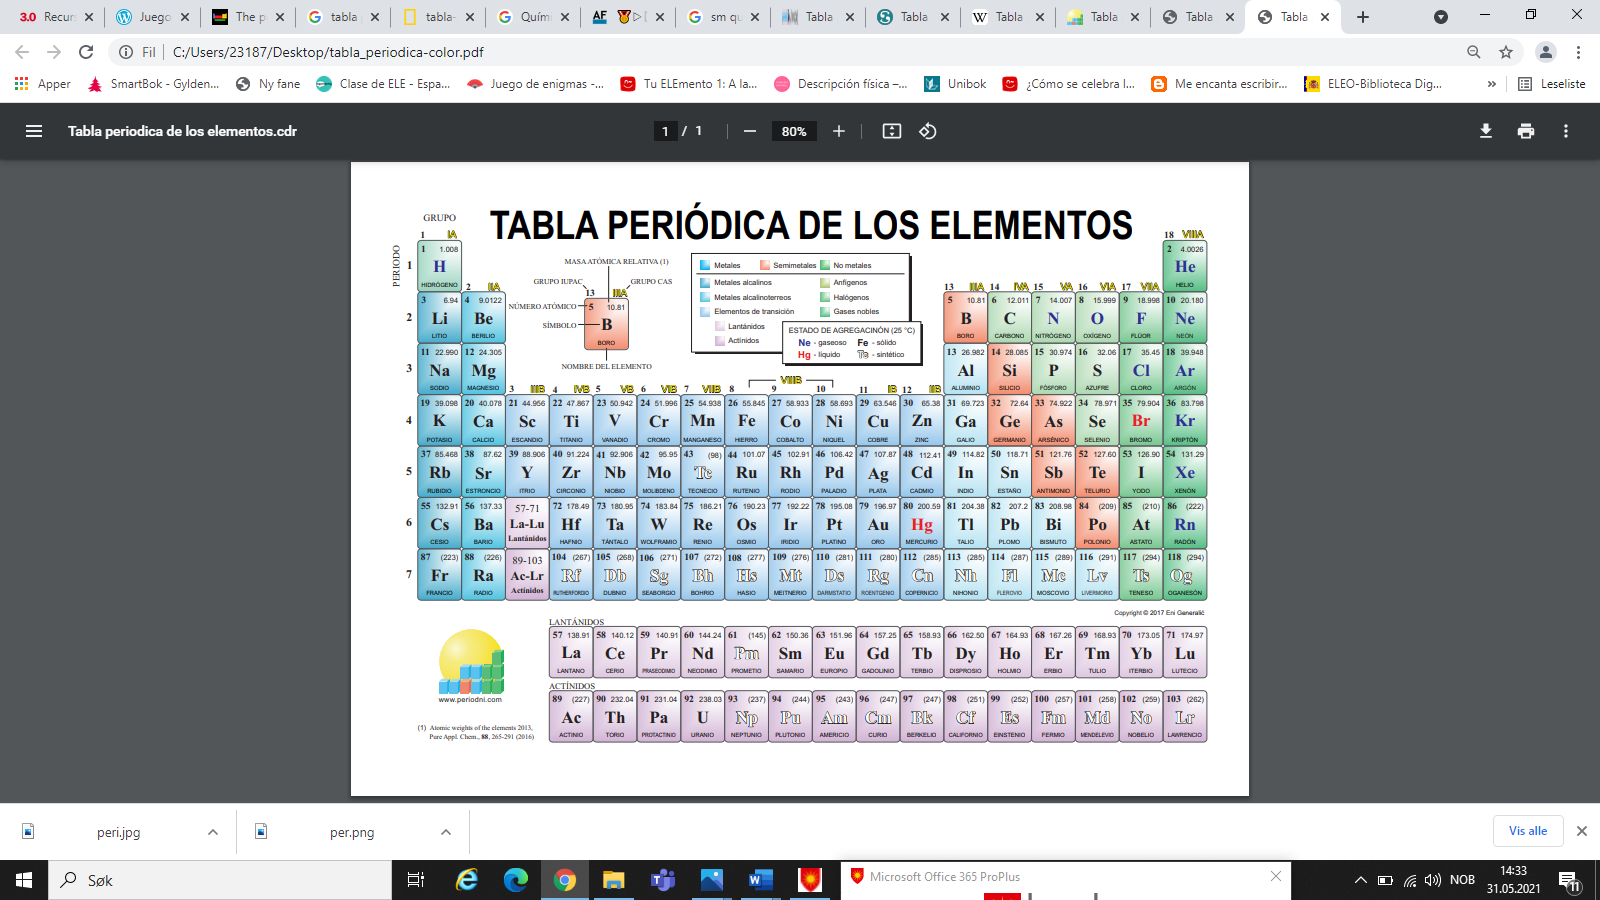 3.0 Recurs
Juego
The p
tabla
tabla-
Quími
AF
sm qu
Tabla
Tabla
Tabla
Tabla
Tabla
Tabla
Fil C:/Users/23187/Desktop/tabla_periodica-color.pdf
Apper
SmartBok - Gylden...
Ny fane
Clase de ELE - Espa...
Juego de enigmas -...
Tu ELEmento 1: A la...
Descripción física –...
Unibok
¿Cómo se celebra l...
Me encanta escribir...
ELEO-Biblioteca Dig...
»
Leseliste
Tabla periodica de los elementos.cdr
1 / 1
80%
TABLA PERIÓDICA DE LOS ELEMENTOS
GRUPO
PERIODO
1 IA
18 VIIIA
MASA ATÓMICA RELATIVA (1)
GRUPO IUPAC
GRUPO CAS
13 IIIA
NÚMERO ATÓMICO
5 10.81
SÍMBOLO
B
BORO
NOMBRE DEL ELEMENTO
Metales Semimetales No metales
Metales alcalinos Anfígenos
Metales alcalinoterreos Halógenos
Elementos de transición Gases nobles
Lantánidos
Actínidos
ESTADO DE AGREGACINÓN (25 °C)
Ne - gaseoso Fe - sólido
Hg - líquido Tc - sintético
1
1 1.008 2 4.0026
H He
HIDRÓGENO HELIO
2 IIA 13 IIIA 14 IVA 15 VA 16 VIA 17 VIIA
2
3 6.94 4 9.0122 5 10.81 6 12.011 7 14.007 8 15.999 9 18.998 10 20.180
Li Be B C N O F Ne
LITIO BERILIO BORO CARBONO NITRÓGENO OXÍGENO FLÚOR NEÓN
3
11 22.990 12 24.305 13 26.982 14 28.085 15 30.974 16 32.06 17 35.45 18 39.948
Na Mg Al Si P S Cl Ar
SODIO MAGNESIO ALUMINIO SILICIO FÓSFORO AZUFRE CLORO ARGÓN
3 IIIB 4 IVB 5 VB 6 VIB 7 VIIB 8 9 VIIIB 10 11 IB 12 IIB
4
19 39.098 20 40.078 21 44.956 22 47.867 23 50.942 24 51.996 25 54.938 26 55.845 27 58.933 28 58.693 29 63.546 30 65.38 31 69.723 32 72.64 33 74.922 34 78.971 35 79.904 36 83.798
K Ca Sc Ti V Cr Mn Fe Co Ni Cu Zn Ga Ge As Se Br Kr
POTASIO CALCIO ESCANDIO TITANIO VANADIO CROMO MANGANESO HIERRO COBALTO NIQUEL COBRE ZINC GALIO GERMANIO ARSÉNICO SELENIO BROMO KRIPTÓN
5
37 85.468 38 87.62 39 88.906 40 91.224 41 92.906 42 95.95 43 (98) 44 101.07 45 102.91 46 106.42 47 107.87 48 112.41 49 114.82 50 118.71 51 121.76 52 127.60 53 126.90 54 131.29
Rb Sr Y Zr Nb Mo Tc Ru Rh Pd Ag Cd In Sn Sb Te I Xe
RUBIDIO ESTRONCIO ITRIO CIRCONIO NIOBIO MOLIBDENO TECNECIO RUTENIO RODIO PALADIO PLATA CADMIO INDIO ESTAÑO ANTIMONIO TELURIO YODO XENÓN
6
55 132.91 56 137.33 57-71 72 178.49 73 180.95 74 183.84 75 186.21 76 190.23 77 192.22 78 195.08 79 196.97 80 200.59 81 204.38 82 207.2 83 208.98 84 (209) 85 (210) 86 (222)
Cs Ba La-Lu Hf Ta W Re Os Ir Pt Au Hg Tl Pb Bi Po At Rn
CESIO BARIO Lantánidos HAFNIO TÁNTALO WOLFRAMIO RENIO OSMIO IRIDIO PLATINO ORO MERCURIO TALIO PLOMO BISMUTO POLONIO ASTATO RADÓN
7
87 (223) 88 (226) 89-103 104 (267) 105 (268) 106 (271) 107 (272) 108 (277) 109 (276) 110 (281) 111 (280) 112 (285) 113 (285) 114 (287) 115 (289) 116 (291) 117 (294) 118 (294)
Fr Ra Ac-Lr Rf Db Sg Bh Hs Mt Ds Rg Cn Nh Fl Mc Lv Ts Og
FRANCIO RADIO Actínidos RUTHERFORDIO DUBNIO SEABORGIO BOHRIO HASIO MEITNERIO DARMSTATIO ROENTGENIO COPERNICIO NIHONIO FLEROVIO MOSCOVIO LIVERMORIO TENESO OGANESÓN
Copyright © 2017 Eni Generalić
LANTÁNIDOS
57 138.91 58 140.12 59 140.91 60 144.24 61 (145) 62 150.36 63 151.96 64 157.25 65 158.93 66 162.50 67 164.93 68 167.26 69 168.93 70 173.05 71 174.97
La Ce Pr Nd Pm Sm Eu Gd Tb Dy Ho Er Tm Yb Lu
LANTANO CERIO PRASEODIMIO NEODIMIO PROMETIO SAMARIO EUROPIO GADOLINIO TERBIO DISPROSIO HOLMIO ERBIO TULIO ITERBIO LUTECIO
ACTÍNIDOS
89 (227) 90 232.04 91 231.04 92 238.03 93 (237) 94 (244) 95 (243) 96 (247) 97 (247) 98 (251) 99 (252) 100 (257) 101 (258) 102 (259) 103 (262)
Ac Th Pa U Np Pu Am Cm Bk Cf Es Fm Md No Lr
ACTINIO TORIO PROTACTINIO URANIO NEPTUNIO PLUTONIO AMERICIO CURIO BERKELIO CALIFORNIO EINSTENIO FERMIO MENDELEVIO NOBELIO LAWRENCIO
www.periodni.com
(1) Atomic weights of the elements 2013,
Pure Appl. Chem., 88, 265-291 (2016)
peri.jpg
per.png
Vis alle
Søk
Microsoft Office 365 ProPlus
NOB
14:33
31.05.2021
11